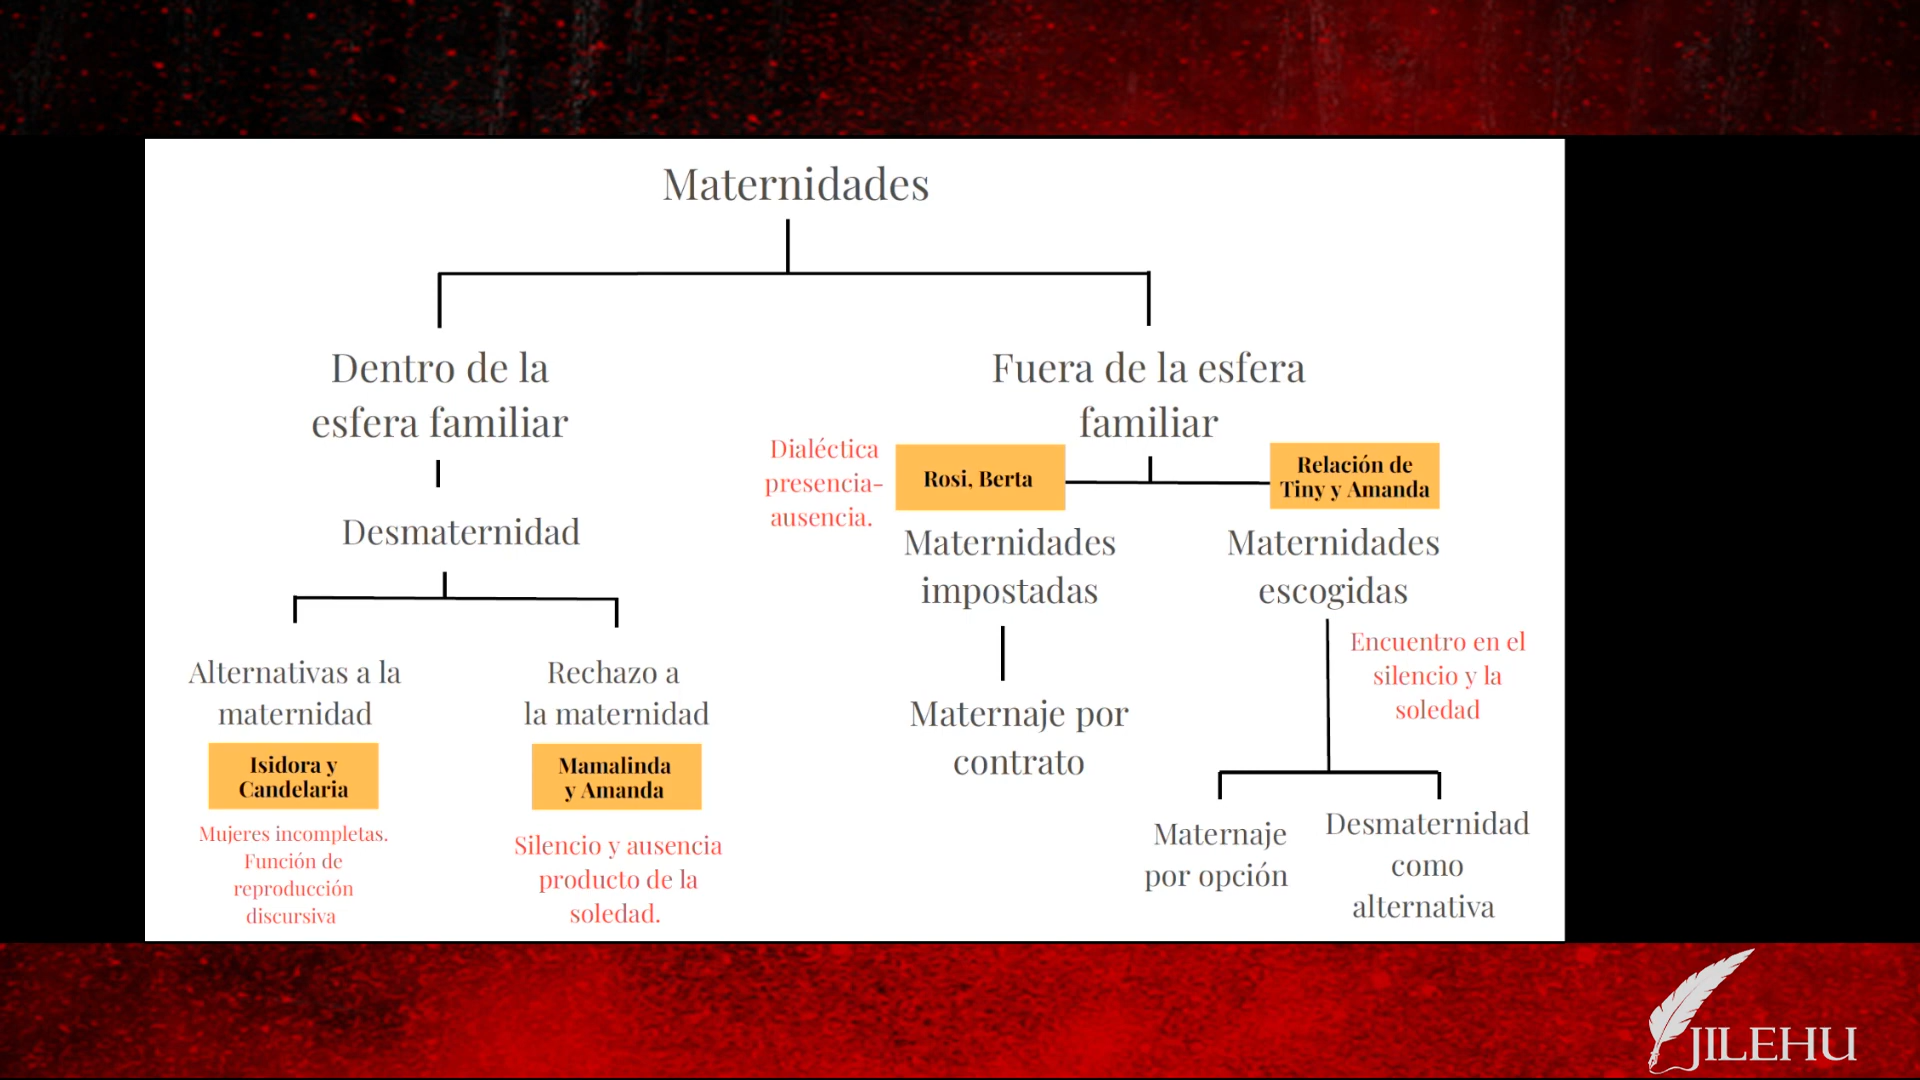 Maternidades
Dentro de la
esfera familiar
Desmaternidad
Alternativas a la
maternidad
Isidora y
Candelaria
Mujeres incompletas.
Función de
reproducción
discursiva
Rechazo a
la maternidad
Mamalinda
y Amanda
Silencio y ausencia
producto de la
soledad.
Fuera de la esfera
familiar
Dialéctica
presencia-
ausencia.
Rosi, Berta
Maternidades
impostadas
Maternaje por
contrato
Relación de
Tiny y Amanda
Maternidades
escogidas
Encuentro en el
silencio y la
soledad
Maternaje
por opción
Desmaternidad
como
alternativa
JILEHU